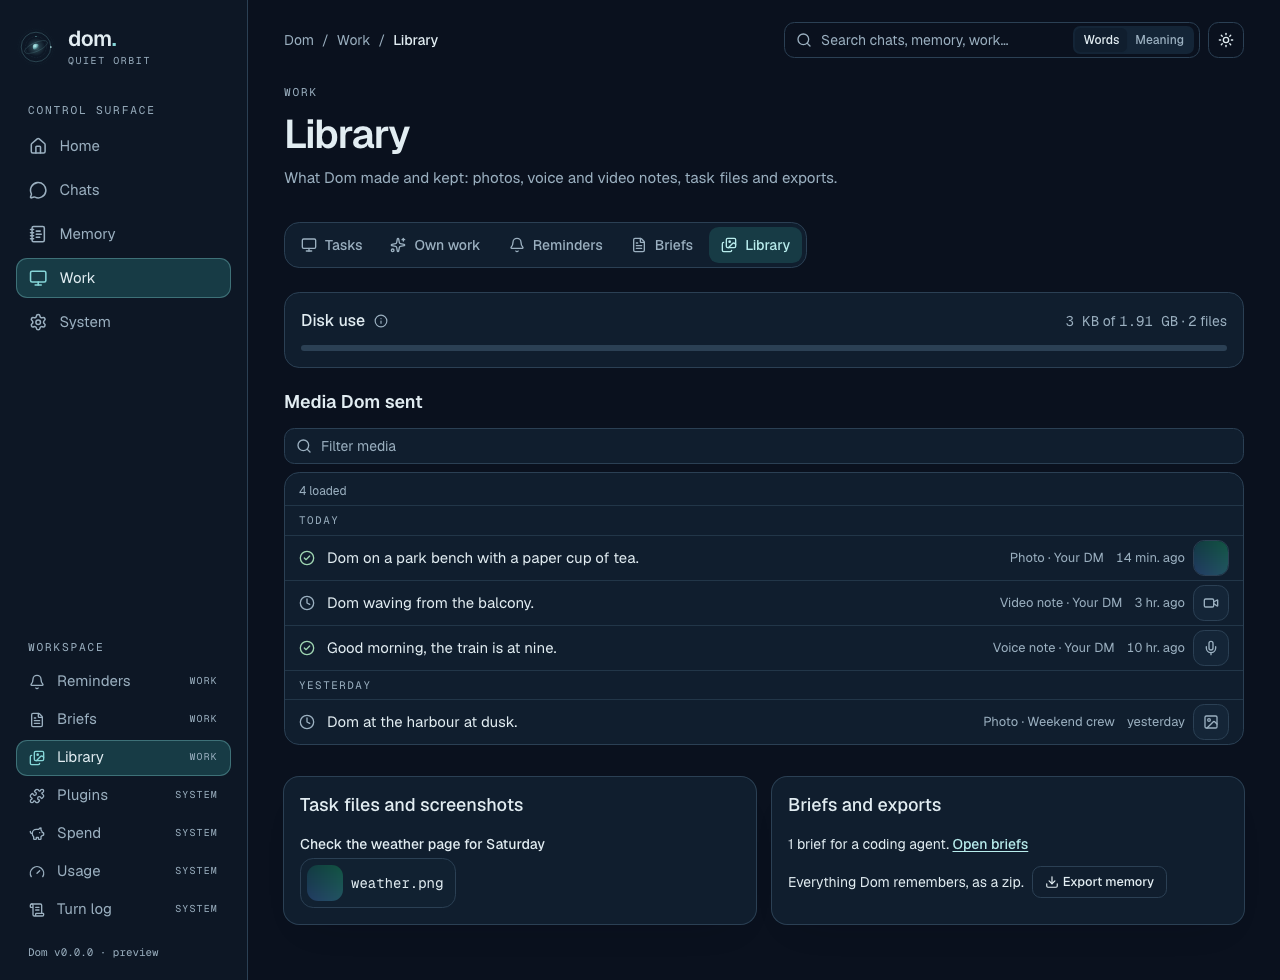 dom.
QUIET ORBIT
CONTROL SURFACE
Home
Chats
Memory
Work
System
WORKSPACE
Reminders WORK
Briefs WORK
Library WORK
Plugins SYSTEM
Spend SYSTEM
Usage SYSTEM
Turn log SYSTEM
Dom v0.0.0 · preview
Dom / Work / Library
Search chats, memory, work…
Words Meaning
WORK
Library
What Dom made and kept: photos, voice and video notes, task files and exports.
Tasks Own work Reminders Briefs Library
Disk use 3 KB of 1.91 GB · 2 files
Media Dom sent
Filter media
4 loaded
TODAY
Dom on a park bench with a paper cup of tea. Photo · Your DM 14 min. ago
Dom waving from the balcony. Video note · Your DM 3 hr. ago
Good morning, the train is at nine. Voice note · Your DM 10 hr. ago
YESTERDAY
Dom at the harbour at dusk. Photo · Weekend crew yesterday
Task files and screenshots
Check the weather page for Saturday
weather.png
Briefs and exports
1 brief for a coding agent. Open briefs
Everything Dom remembers, as a zip. Export memory